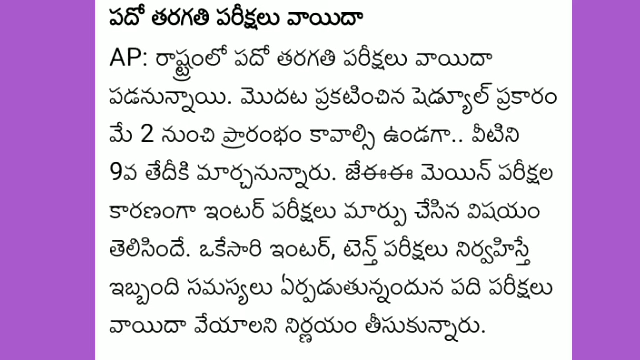 పదో తరగతి పరీక్షలు వాయిదా
AP: రాష్ట్రంలో పదో తరగతి పరీక్షలు వాయిదా
పడనున్నాయి. మొదట ప్రకటించిన షెడ్యూల్ ప్రకారం
మే 2 నుంచి ప్రారంభం కావాల్సి ఉండగా.. వీటిని
9వ తేదీకి మార్చనున్నారు. జేఈఈ మెయిన్ పరీక్షల
కారణంగా ఇంటర్ పరీక్షలు మార్పు చేసిన విషయం
తెలిసిందే. ఒకేసారి ఇంటర్, టెన్త్ పరీక్షలు నిర్వహిస్తే
ఇబ్బంది సమస్యలు ఏర్పడుతున్నందున పది పరీక్షలు
వాయిదా వేయాలని నిర్ణయం తీసుకున్నారు.